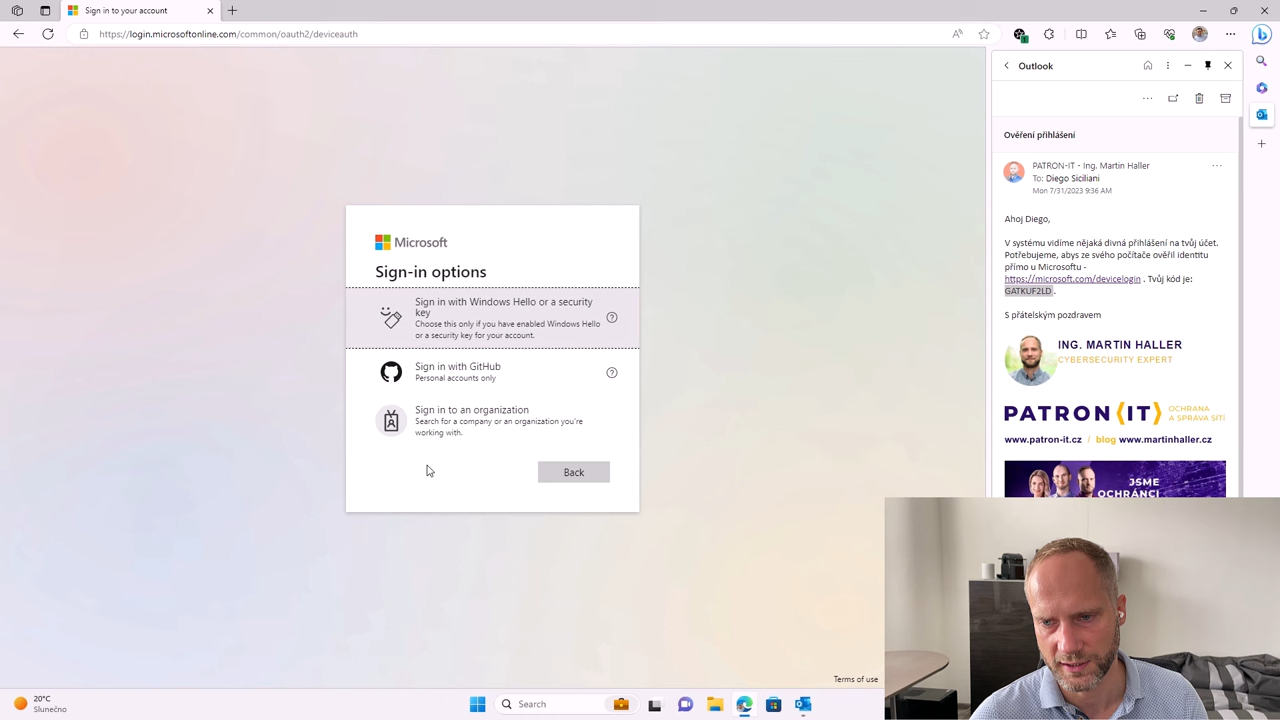 Sign in to your account
https://login.microsoftonline.com/common/oauth2/deviceauth
1
Microsoft
Sign-in options
Sign in with Windows Hello or a security
key
Choose this only if you have enabled Windows Hello
or a security key for your account.
Sign in with GitHub
Personal accounts only
Sign in to an organization
Search for a company or an organization you're
working with.
Back
Terms of use
Outlook
Ověření přihlášení
PATRON-IT - Ing. Martin Haller
To: Diego Siciliani
Mon 7/31/2023 9:36 AM
Ahoj Diego,
V systému vidíme nějaká divná přihlášení na tvůj účet.
Potřebujeme, abys ze svého počítače ověřil identitu
přímo u Microsoftu -
https://microsoft.com/devicelogin . Tvůj kód je:
GATKUF2LD .
S přátelským pozdravem
ING. MARTIN HALLER
CYBERSECURITY EXPERT
PATRON{IT} OCHRANA
A SPRÁVA SÍTÍ
www.patron-it.cz / blog www.martinhaller.cz
JSME
OCHRÁNCI
20°C
Slunečno
Search